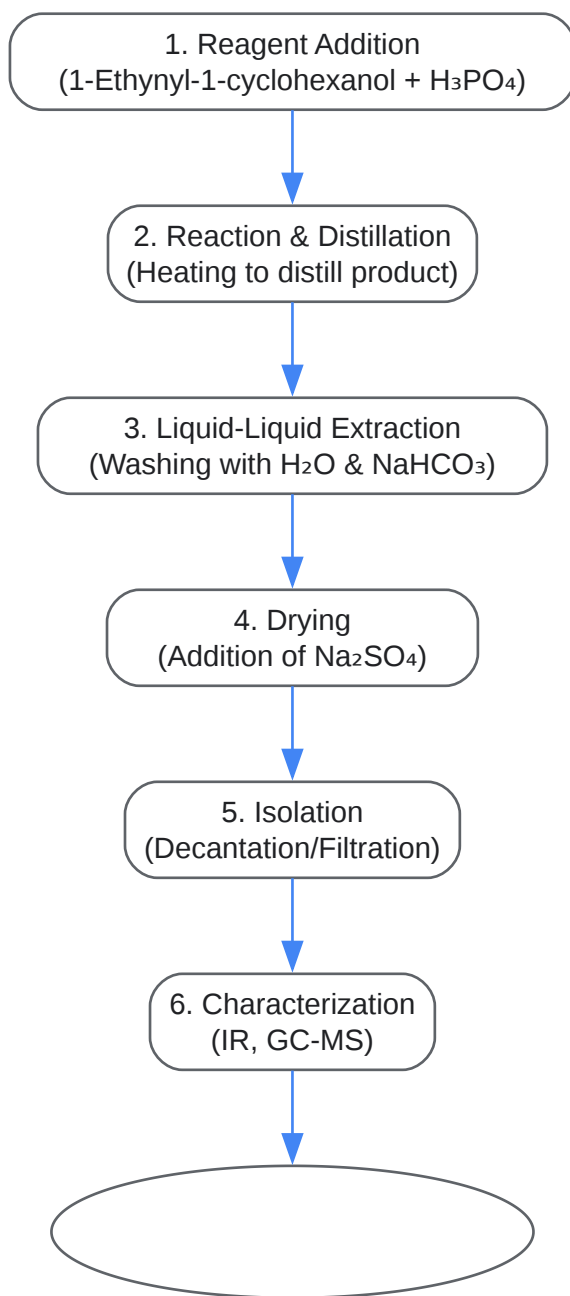 1. Reagent Addition
(1-Ethynyl-1-cyclohexanol + H₃PO₄)
2. Reaction & Distillation
(Heating to distill product)
3. Liquid-Liquid Extraction
(Washing with H₂O & NaHCO₃)
4. Drying
(Addition of Na₂SO₄)
5. Isolation
(Decantation/Filtration)
6. Characterization
(IR, GC-MS)